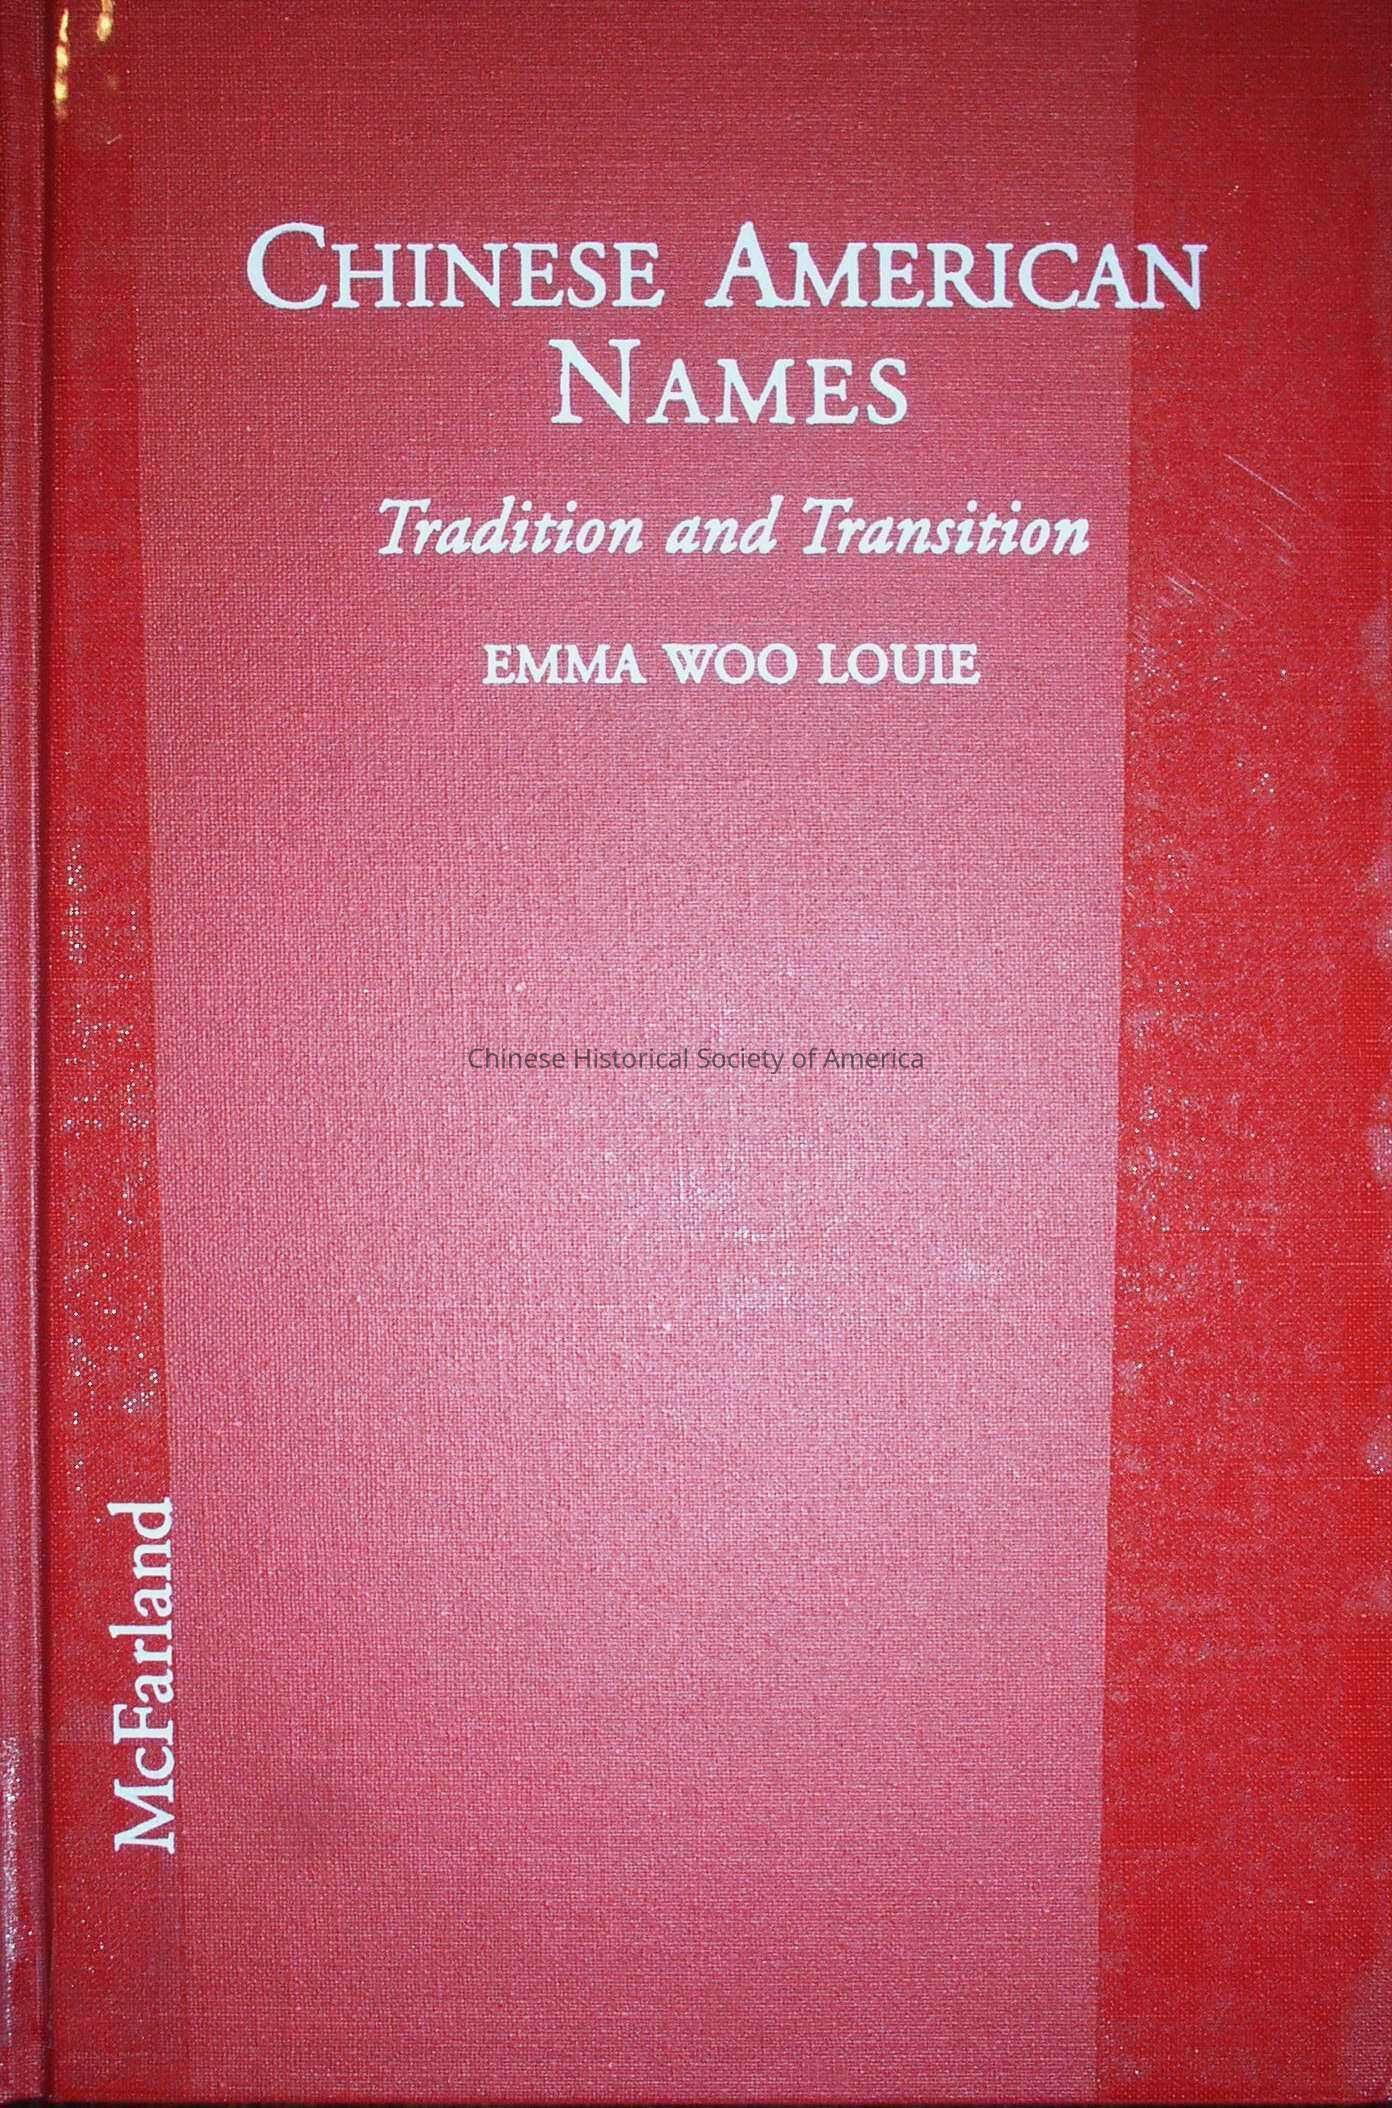 CHINESE AMERICAN
NAMES
Tradition and Transition
EMMA WOO LOUIE
Chinese Historical Society of America
McFarland